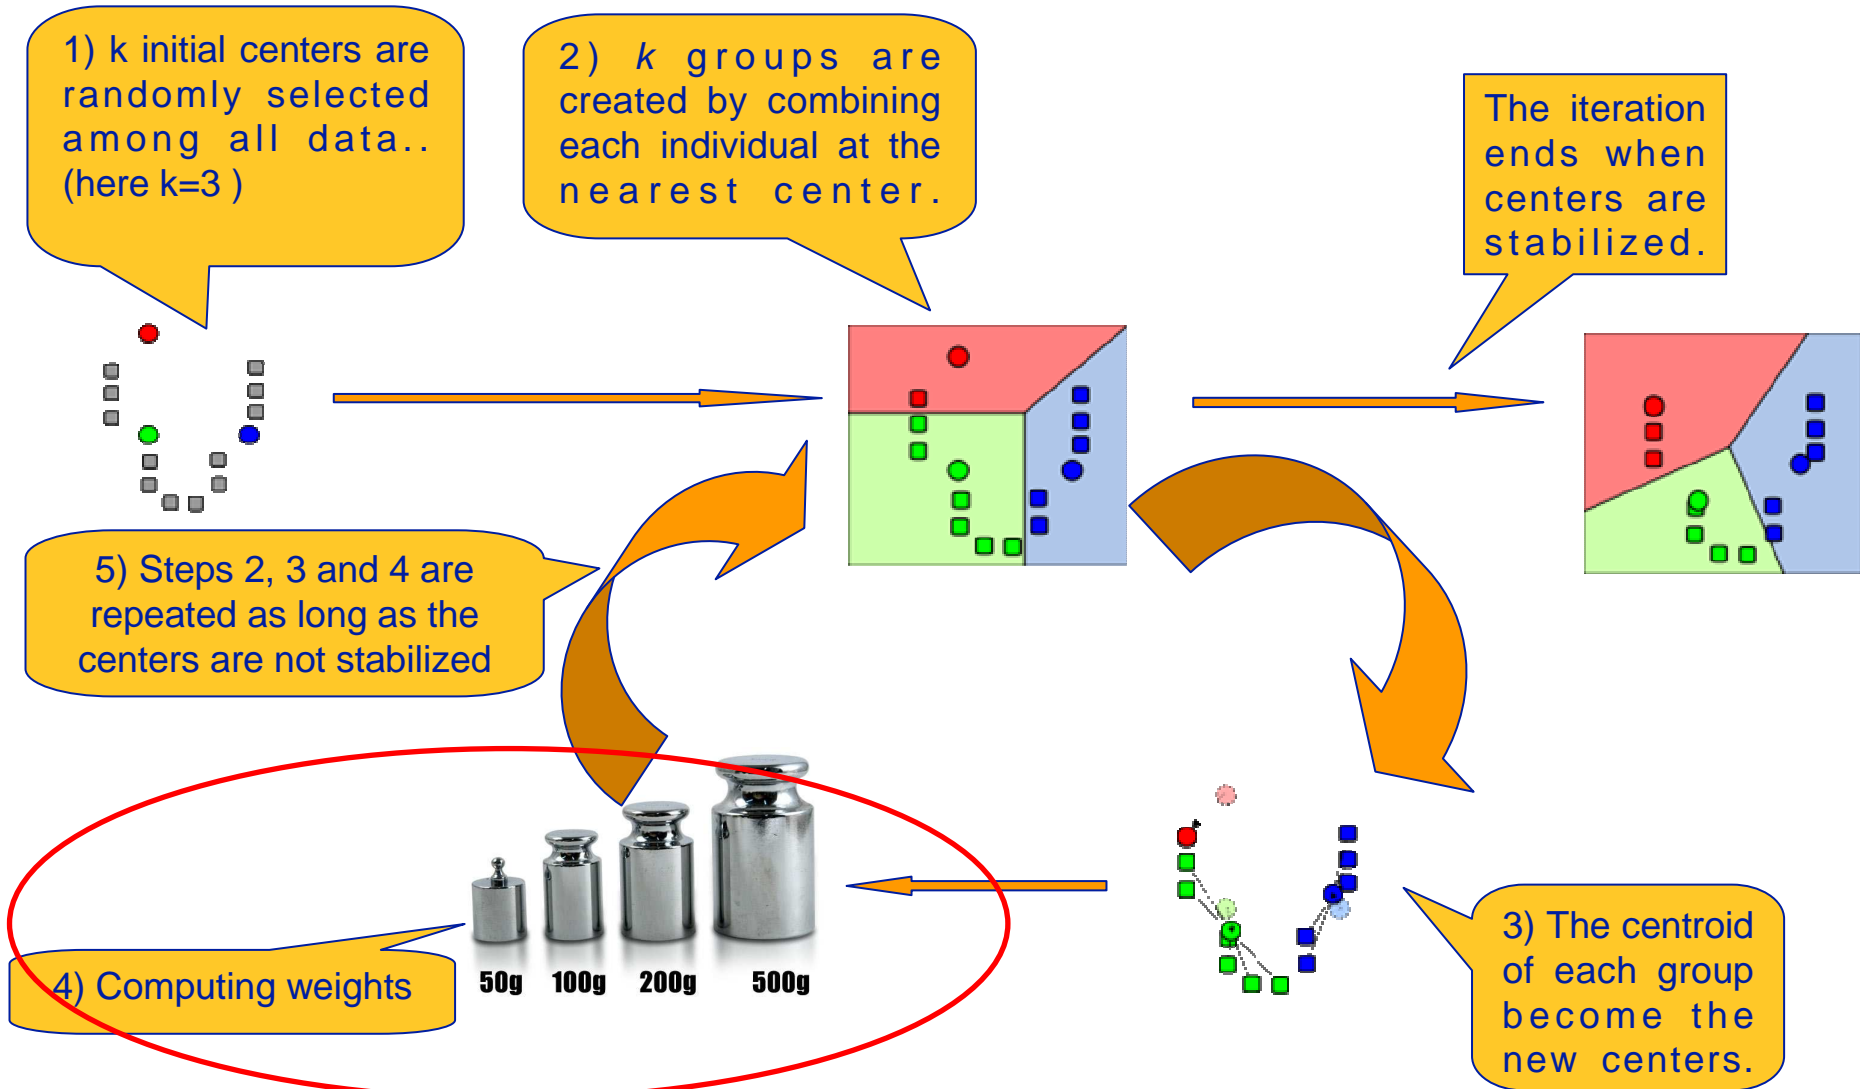 1) k initial centers are
randomly selected
among all data..
(here k=3 )
2) k groups are
created by combining
each individual at the
nearest center.
The iteration
ends when
centers are
stabilized.
5) Steps 2, 3 and 4 are
repeated as long as the
centers are not stabilized
4) Computing weights
50g 100g 200g 500g
3) The centroid
of each group
become the
new centers.